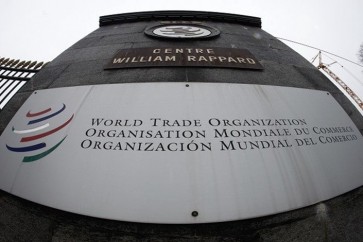 CENTRE
WILLIAM RAPPARD
WORLD TRADE ORGANIZATION
ORGANISATION MONDIALE DU COMMERCE
ORGANIZACIÓN MUNDIAL DEL COMERCIO